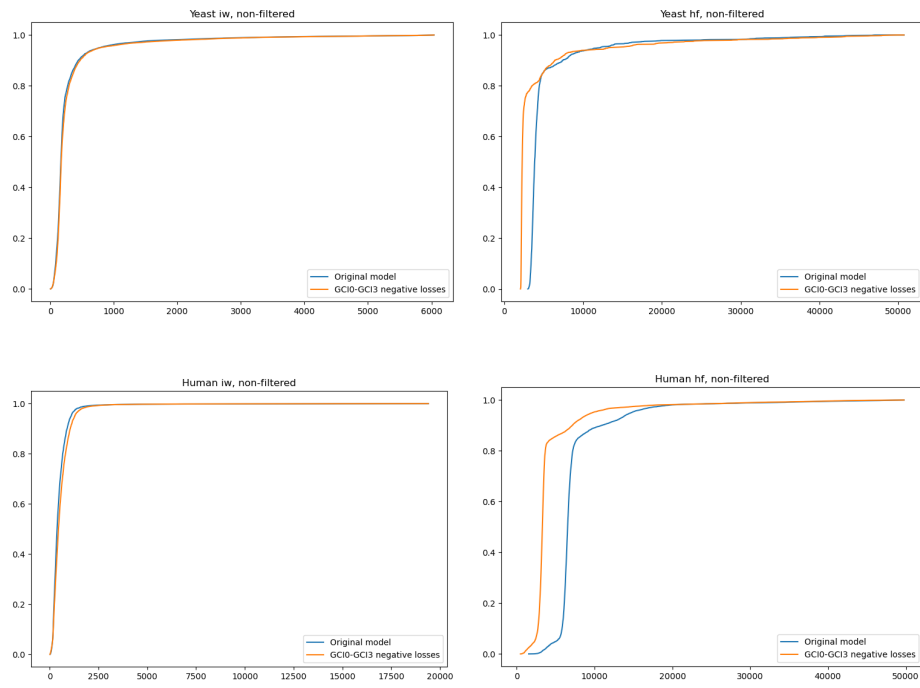 Yeast iw, non-filtered
1.0
0.8
0.6
0.4
0.2
0.0
Original model
GCI0-GCI3 negative losses
0 1000 2000 3000 4000 5000 6000
Yeast hf, non-filtered
1.0
0.8
0.6
0.4
0.2
0.0
Original model
GCI0-GCI3 negative losses
0 10000 20000 30000 40000 50000
Human iw, non-filtered
1.0
0.8
0.6
0.4
0.2
0.0
Original model
GCI0-GCI3 negative losses
0 2500 5000 7500 10000 12500 15000 17500 20000
Human hf, non-filtered
1.0
0.8
0.6
0.4
0.2
0.0
Original model
GCI0-GCI3 negative losses
0 10000 20000 30000 40000 50000